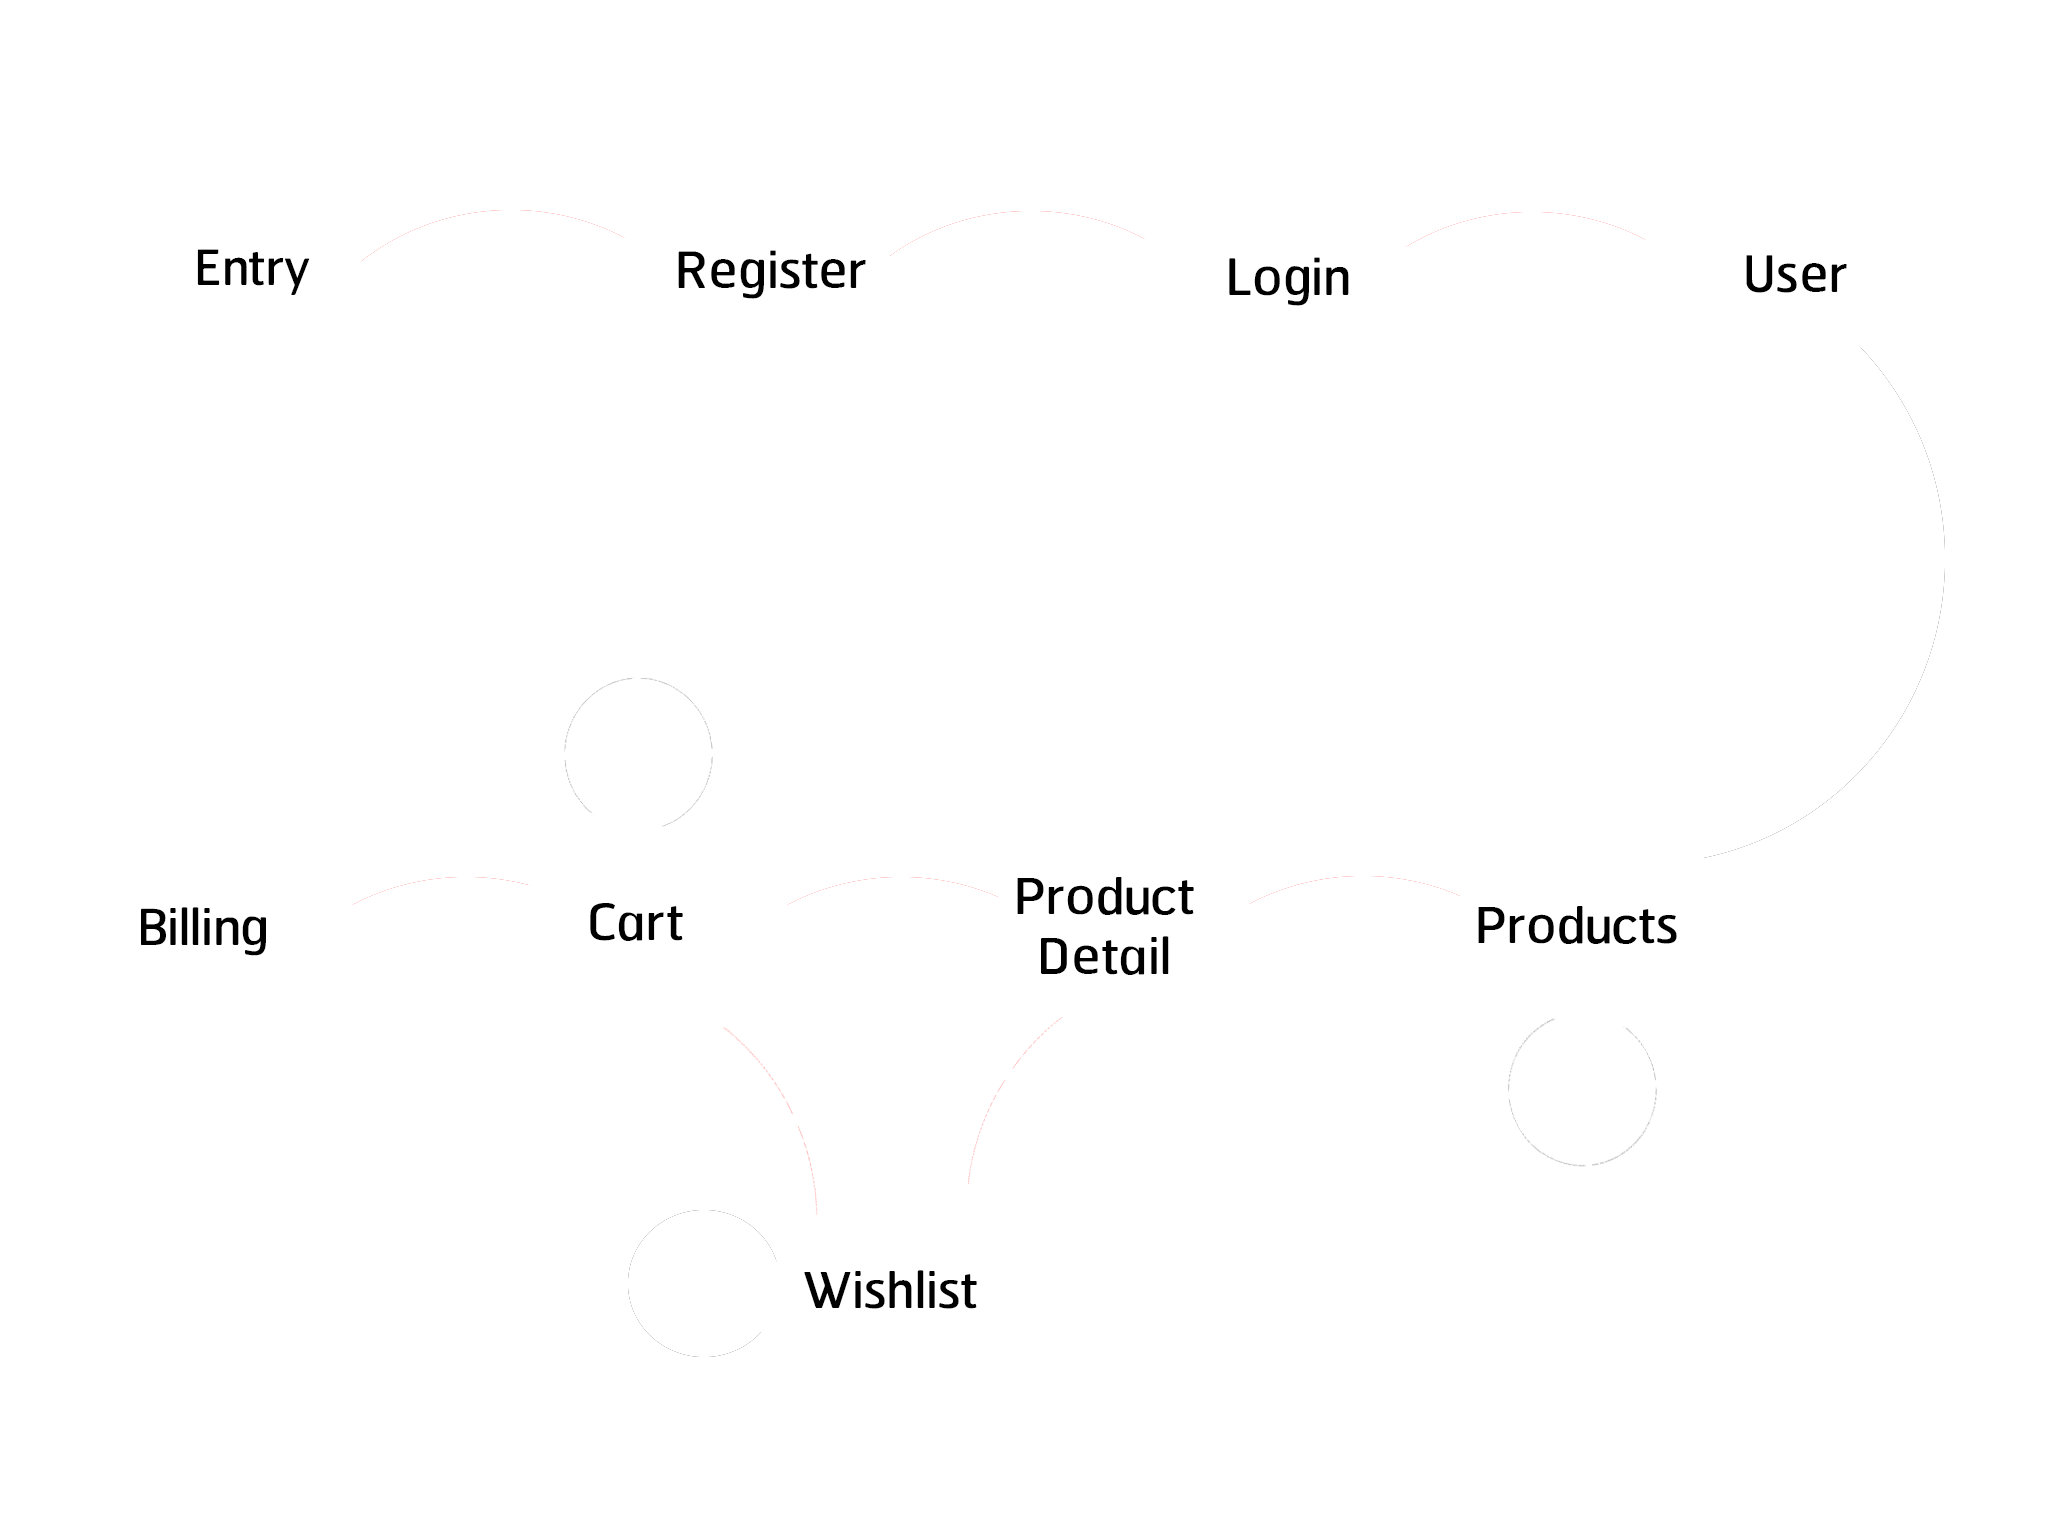 Entry
Register
Login
User
Billing
Cart
Product
Detail
Products
Wishlist